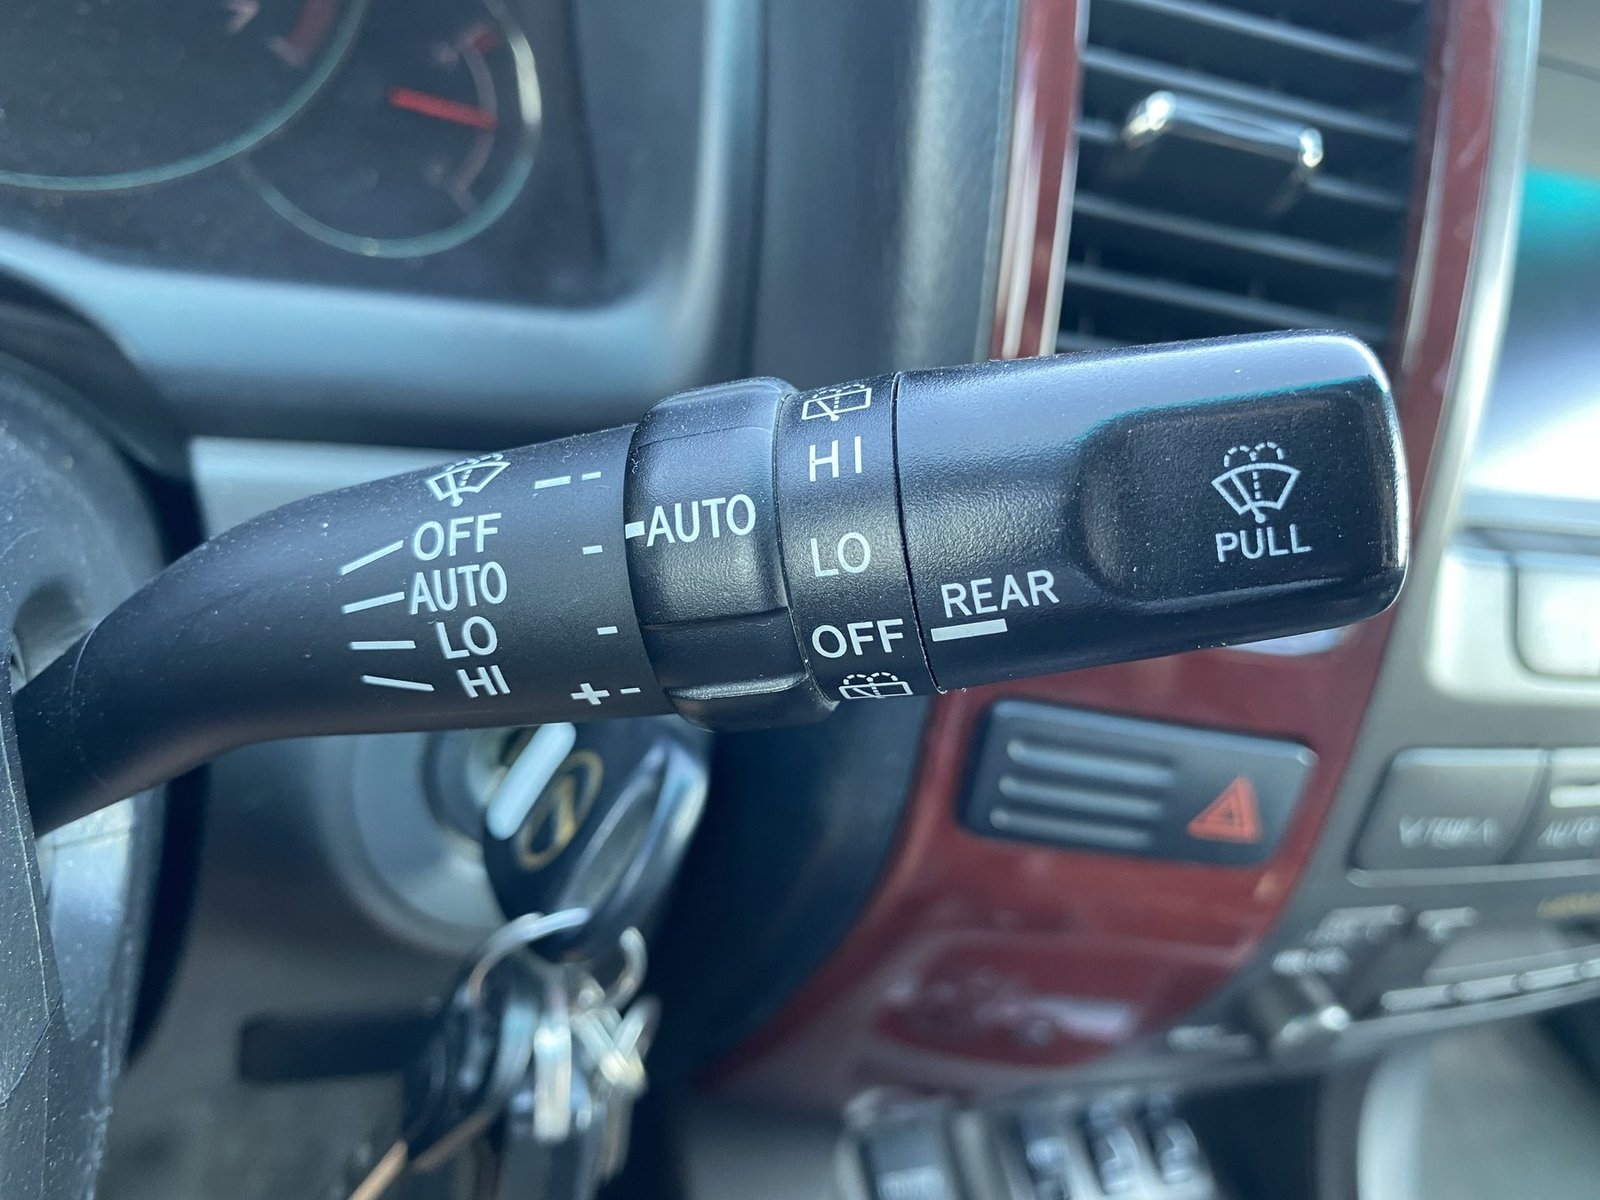 OFF
AUTO
LO
HI
+
AUTO
HI
LO
OFF
REAR
PULL